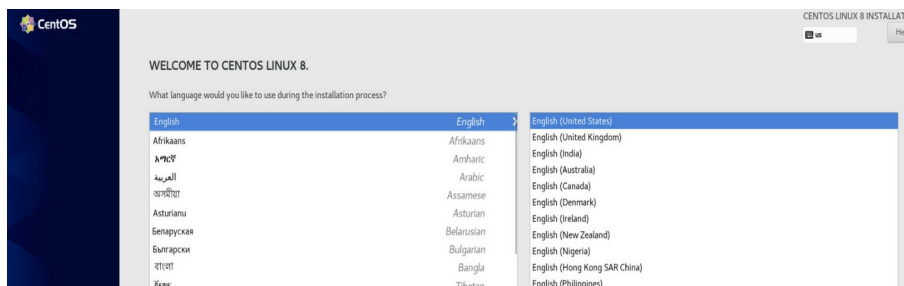 CentOS
CENTOS LINUX 8 INSTALLAT
us
He
WELCOME TO CENTOS LINUX 8.
What language would you like to use during the installation process?
English English
Afrikaans Afrikaans
አማርኛ Amharic
العربية Arabic
অসমীয়া Assamese
Asturianu Asturian
Беларуская Belarusian
Български Bulgarian
বাংলা Bangla
Tibetan
English (United States)
English (United Kingdom)
English (India)
English (Australia)
English (Canada)
English (Denmark)
English (Ireland)
English (New Zealand)
English (Nigeria)
English (Hong Kong SAR China)
English (Philippines)